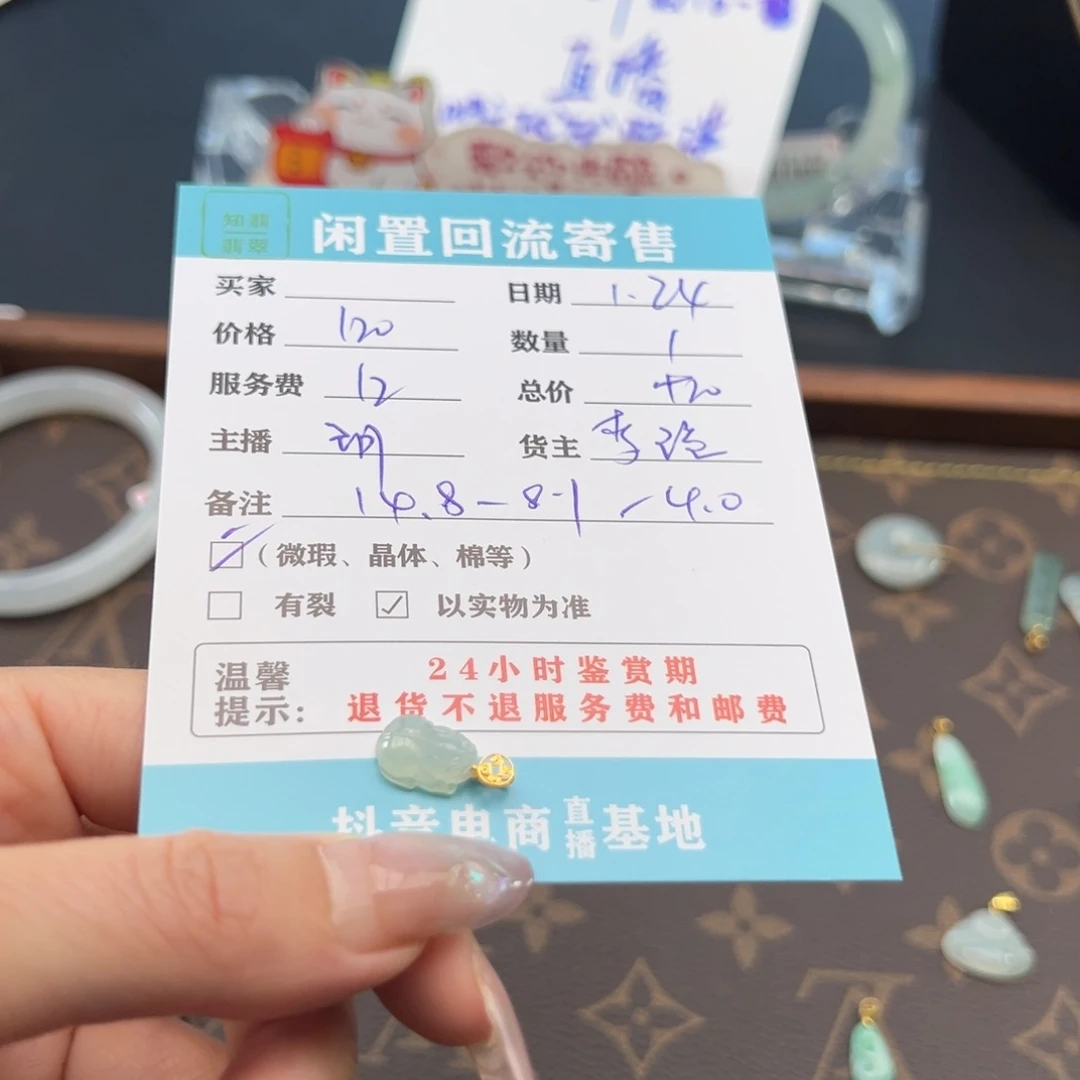 直播
知翡
翡翠
闲置回流寄售
买家
日期 1.24
价格 120
数量 1
服务费 12
总价
主播
货主 李
备注 14.8-8.1-4.0
(微瑕、晶体、棉等)
有裂 ☑ 以实物为准
温馨提示:
24小时鉴赏期
退货不退服务费和邮费
抖音电商直播基地